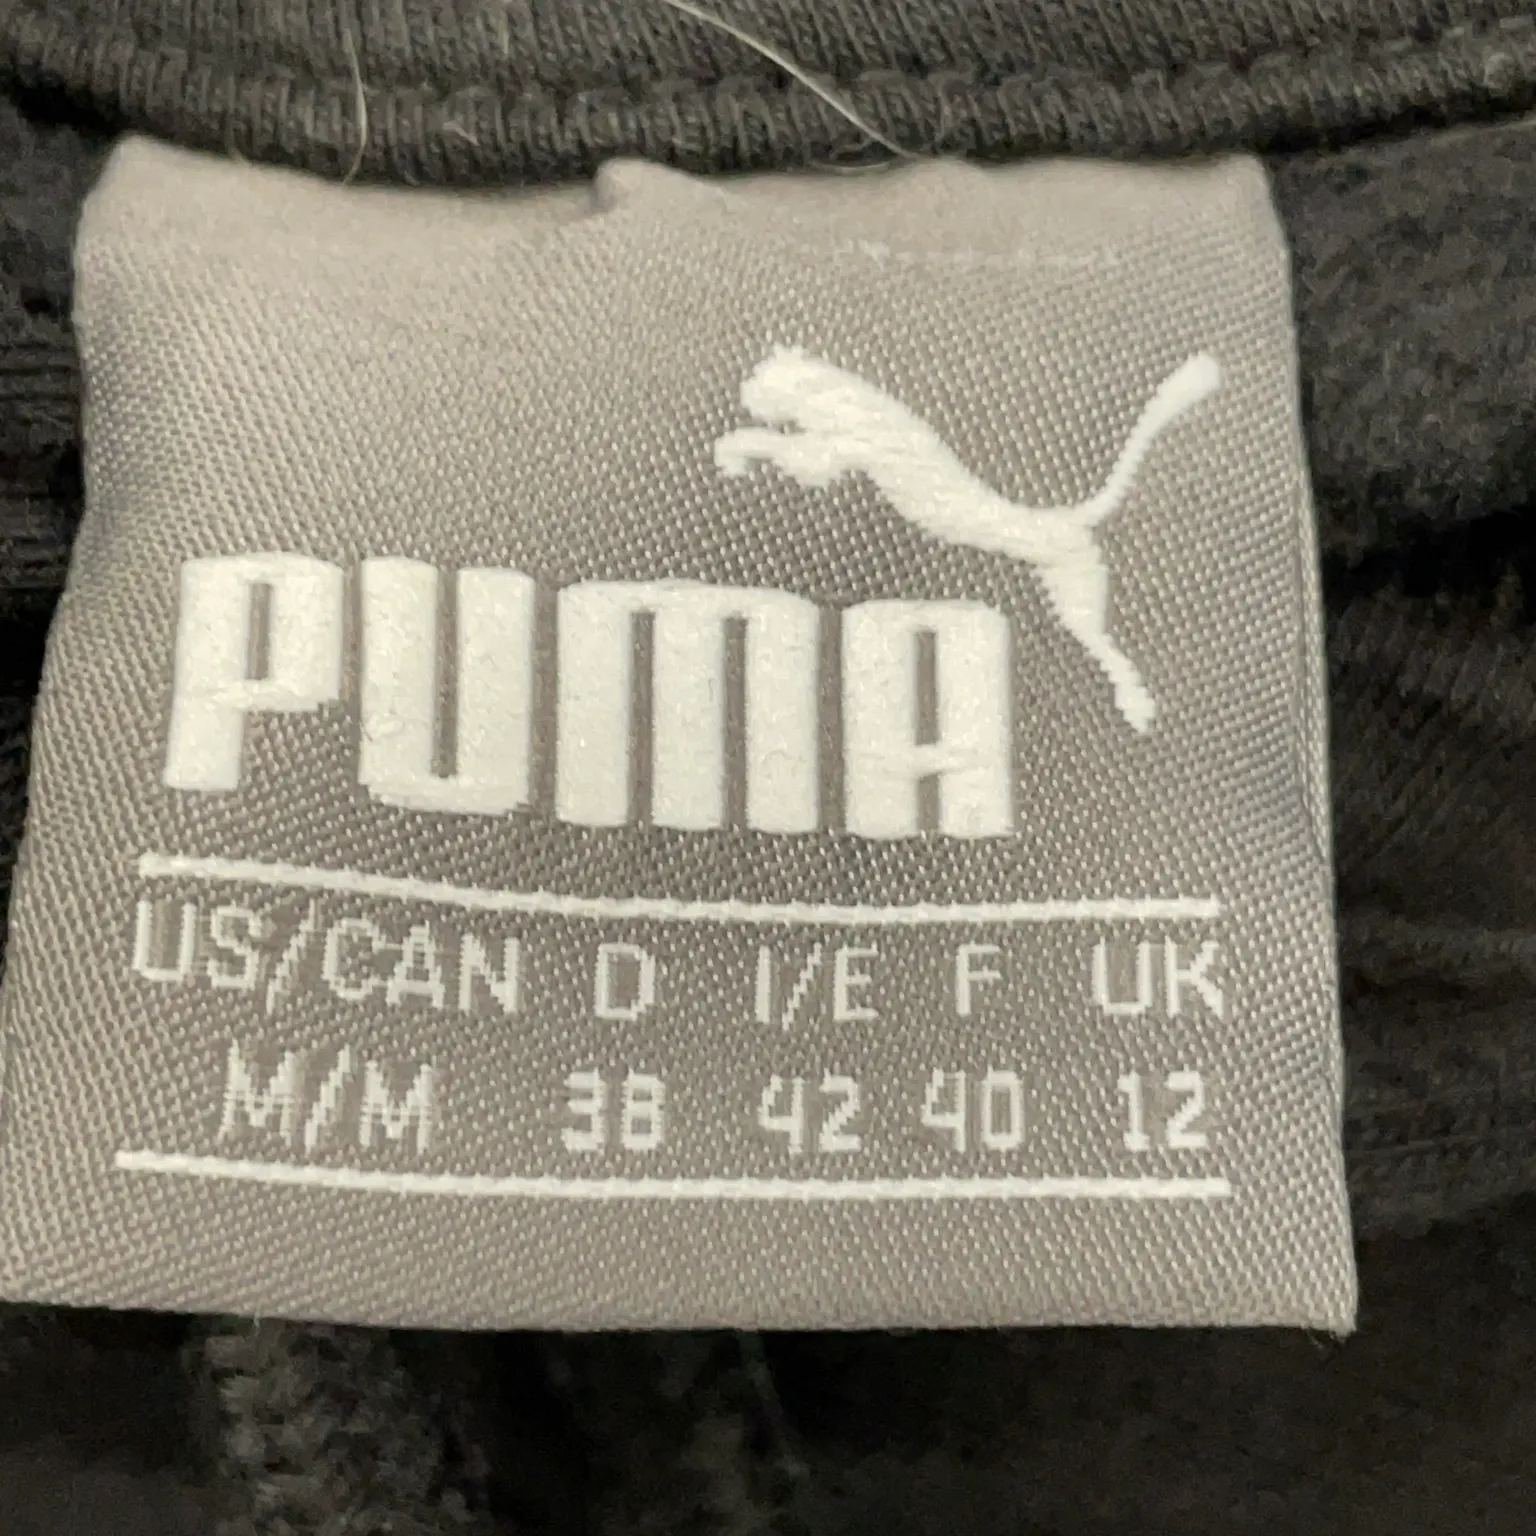 PUMA
US/CAN D I/E F UK
M/M 38 42 40 12